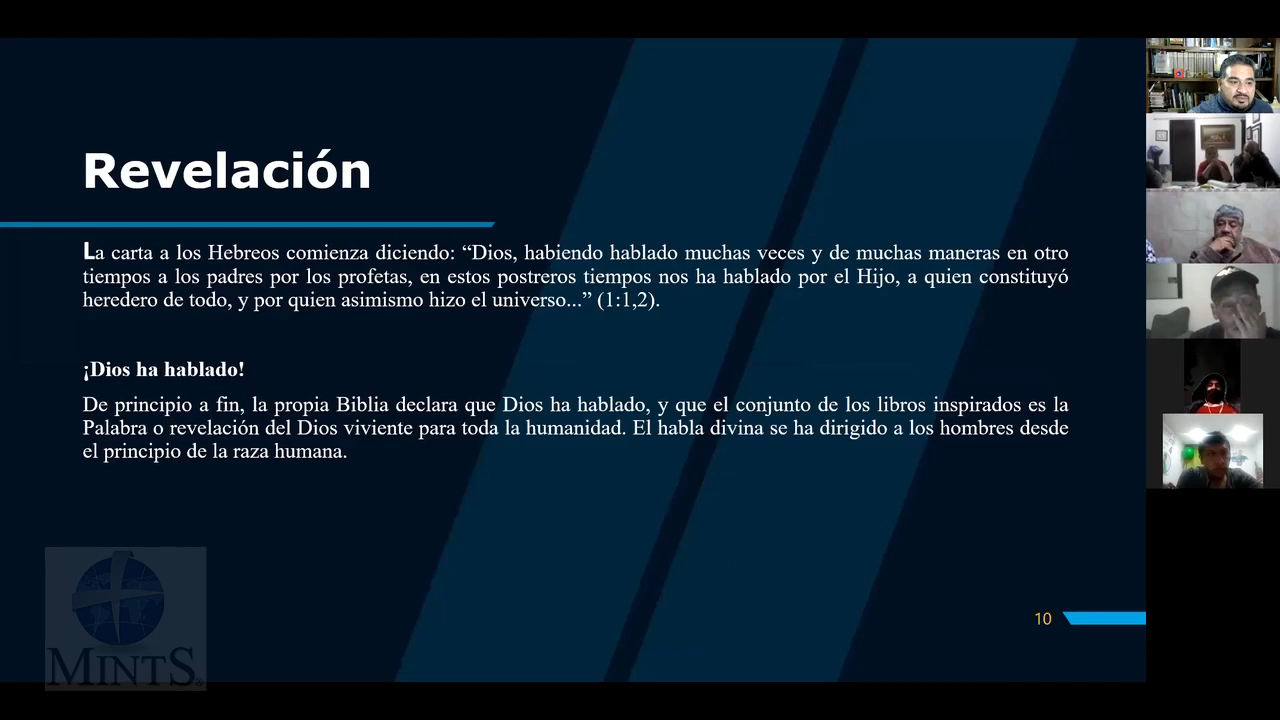 Revelación
La carta a los Hebreos comienza diciendo: “Dios, habiendo hablado muchas veces y de muchas maneras en otro
tiempos a los padres por los profetas, en estos postreros tiempos nos ha hablado por el Hijo, a quien constituyó
heredero de todo, y por quien asimismo hizo el universo...” (1:1,2).
¡Dios ha hablado!
De principio a fin, la propia Biblia declara que Dios ha hablado, y que el conjunto de los libros inspirados es la
Palabra o revelación del Dios viviente para toda la humanidad. El habla divina se ha dirigido a los hombres desde
el principio de la raza humana.
10
MINTS